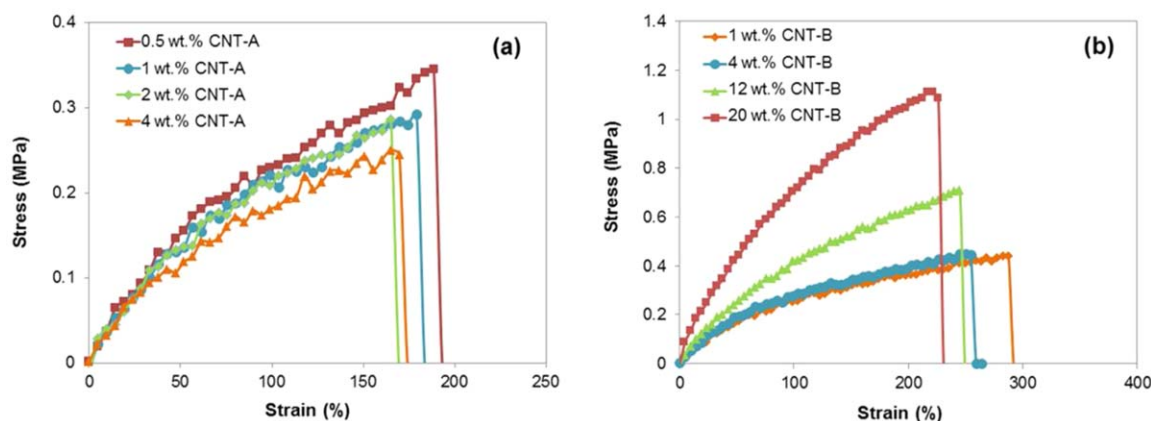 0.4
0.3
0.2
0.1
0
Stress (MPa)
0.5 wt.% CNT-A
1 wt.% CNT-A
2 wt.% CNT-A
4 wt.% CNT-A
(a)
0 50 100 150 200 250
Strain (%)
1.4
1.2
1
0.8
0.6
0.4
0.2
0
Stress (MPa)
1 wt.% CNT-B
4 wt.% CNT-B
12 wt.% CNT-B
20 wt.% CNT-B
(b)
0 100 200 300 400
Strain (%)